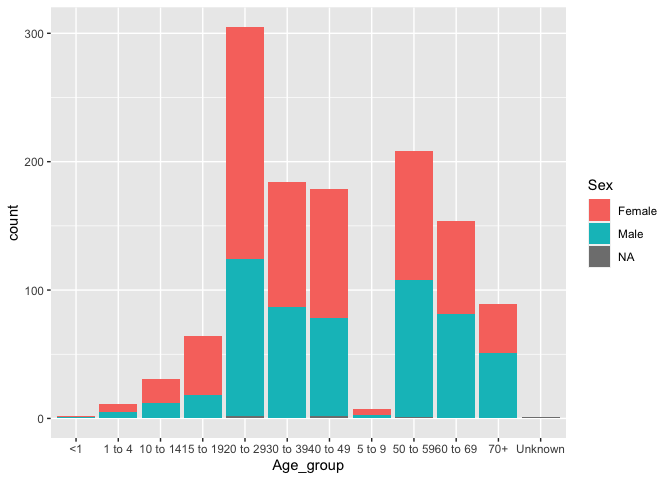 300
200
100
0
count
<1 1 to 4 10 to 14 15 to 19 20 to 29 30 to 39 40 to 49 5 to 9 50 to 59 60 to 69 70+ Unknown
Age_group
Sex
Female
Male
NA